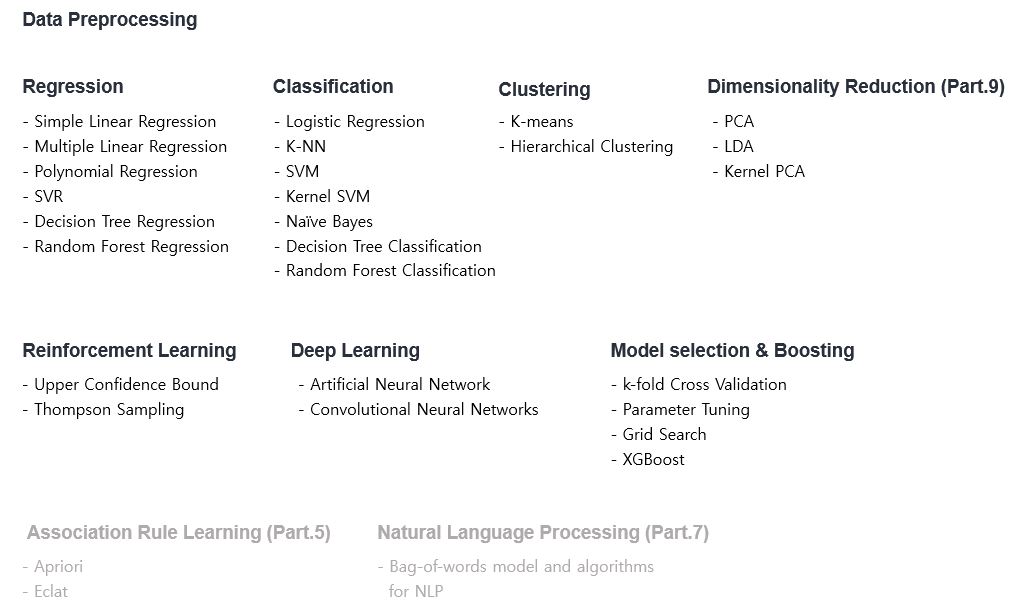 Data Preprocessing
Regression
- Simple Linear Regression
- Multiple Linear Regression
- Polynomial Regression
- SVR
- Decision Tree Regression
- Random Forest Regression
Classification
- Logistic Regression
- K-NN
- SVM
- Kernel SVM
- Naïve Bayes
- Decision Tree Classification
- Random Forest Classification
Clustering
- K-means
- Hierarchical Clustering
Dimensionality Reduction (Part.9)
- PCA
- LDA
- Kernel PCA
Reinforcement Learning
- Upper Confidence Bound
- Thompson Sampling
Deep Learning
- Artificial Neural Network
- Convolutional Neural Networks
Model selection & Boosting
- k-fold Cross Validation
- Parameter Tuning
- Grid Search
- XGBoost
Association Rule Learning (Part.5)
- Apriori
- Eclat
Natural Language Processing (Part.7)
- Bag-of-words model and algorithms
for NLP